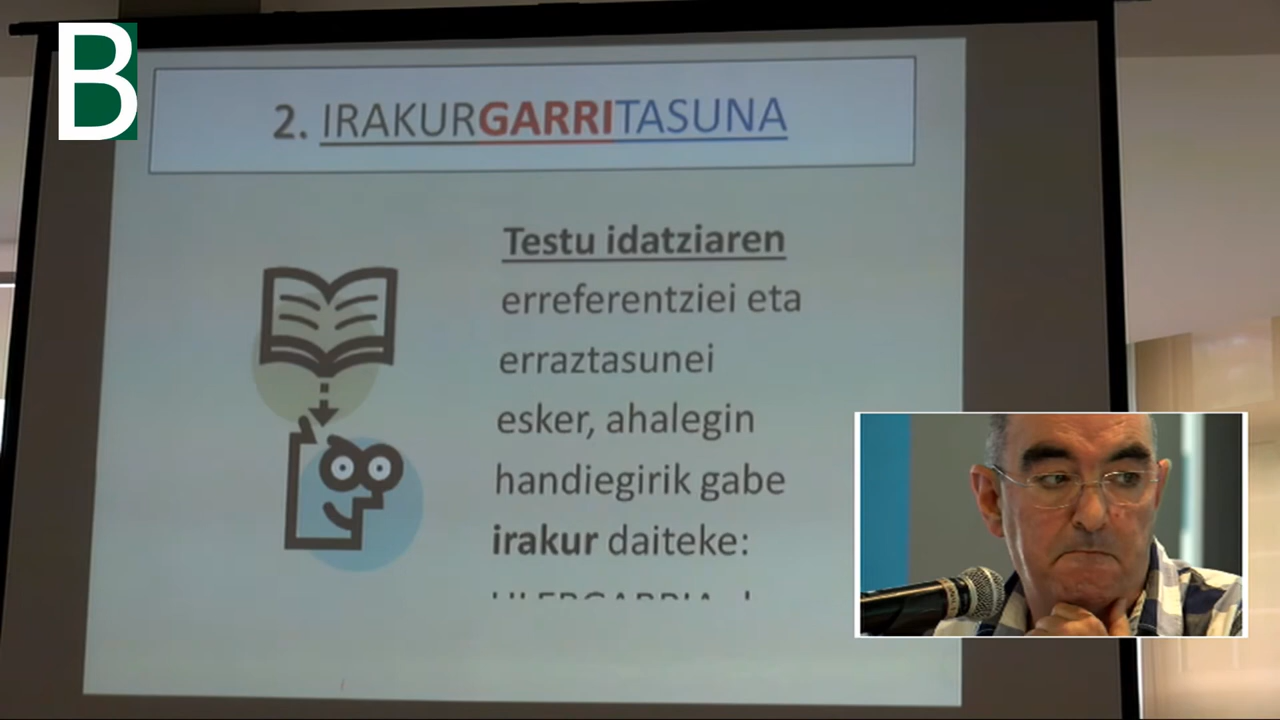 B
2. IRAKURGARRITASUNA
Testu idatziaren
erreferentziei eta
erraztasunei
esker, ahalegin
handiegirik gabe
irakur daiteke: